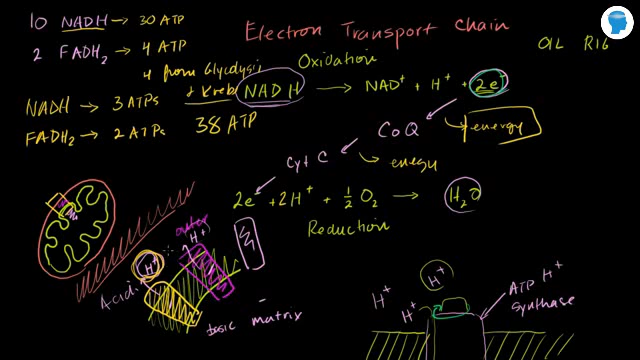 10 NADH → 30 ATP
Electron Transport Chain
2 FADH₂ → 4 ATP
OIL RIG
4 from Glycolysis
+ Krebs
Oxidation
NADH → NAD⁺ + H⁺ + 2e⁻
NADH → 3 ATPs
FADH₂ → 2 ATPs
38 ATP
CoQ
→ energy
Cyt C
→ energy
2e⁻ + 2H⁺ + ½ O₂ → H₂O
Reduction
outer
H+
H+
Acidic
basic matrix
H+
H+
H+
ATP H+
Synthase